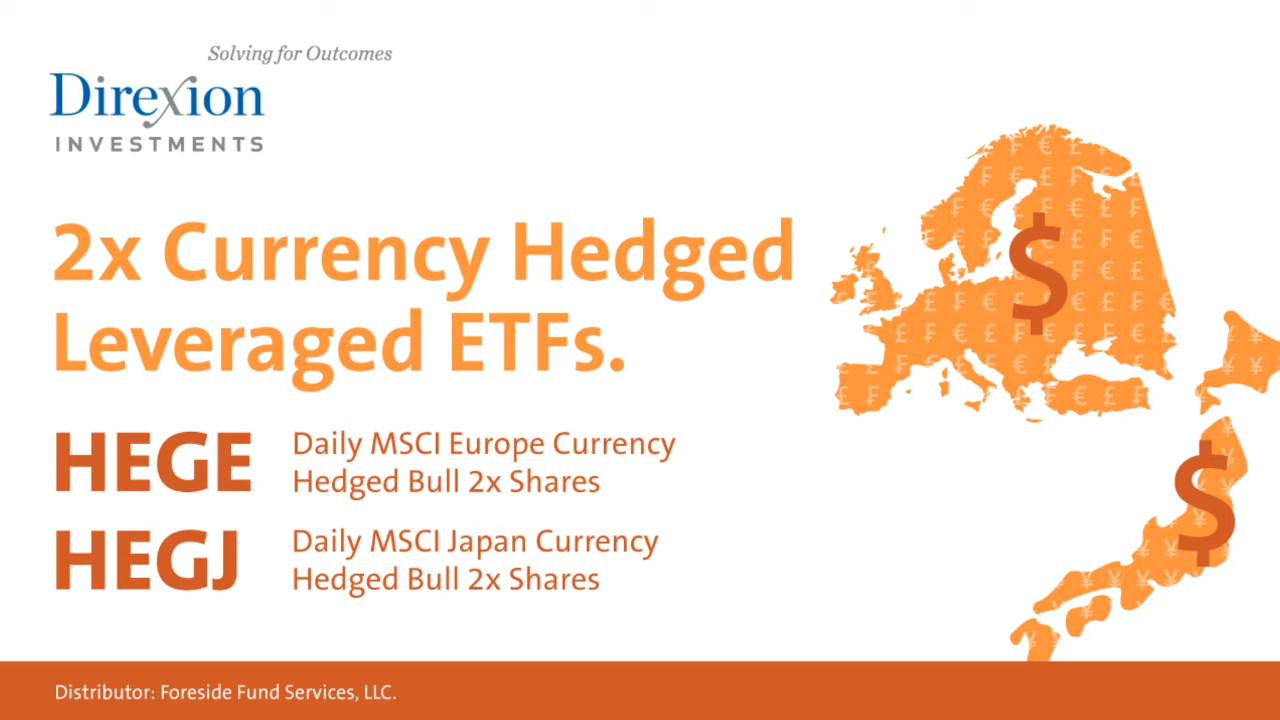 Solving for Outcomes
Direxion
INVESTMENTS
2x Currency Hedged
Leveraged ETFs.
HEGE
Daily MSCI Europe Currency
Hedged Bull 2x Shares
HEGJ
Daily MSCI Japan Currency
Hedged Bull 2x Shares
$
$
Distributor: Foreside Fund Services, LLC.